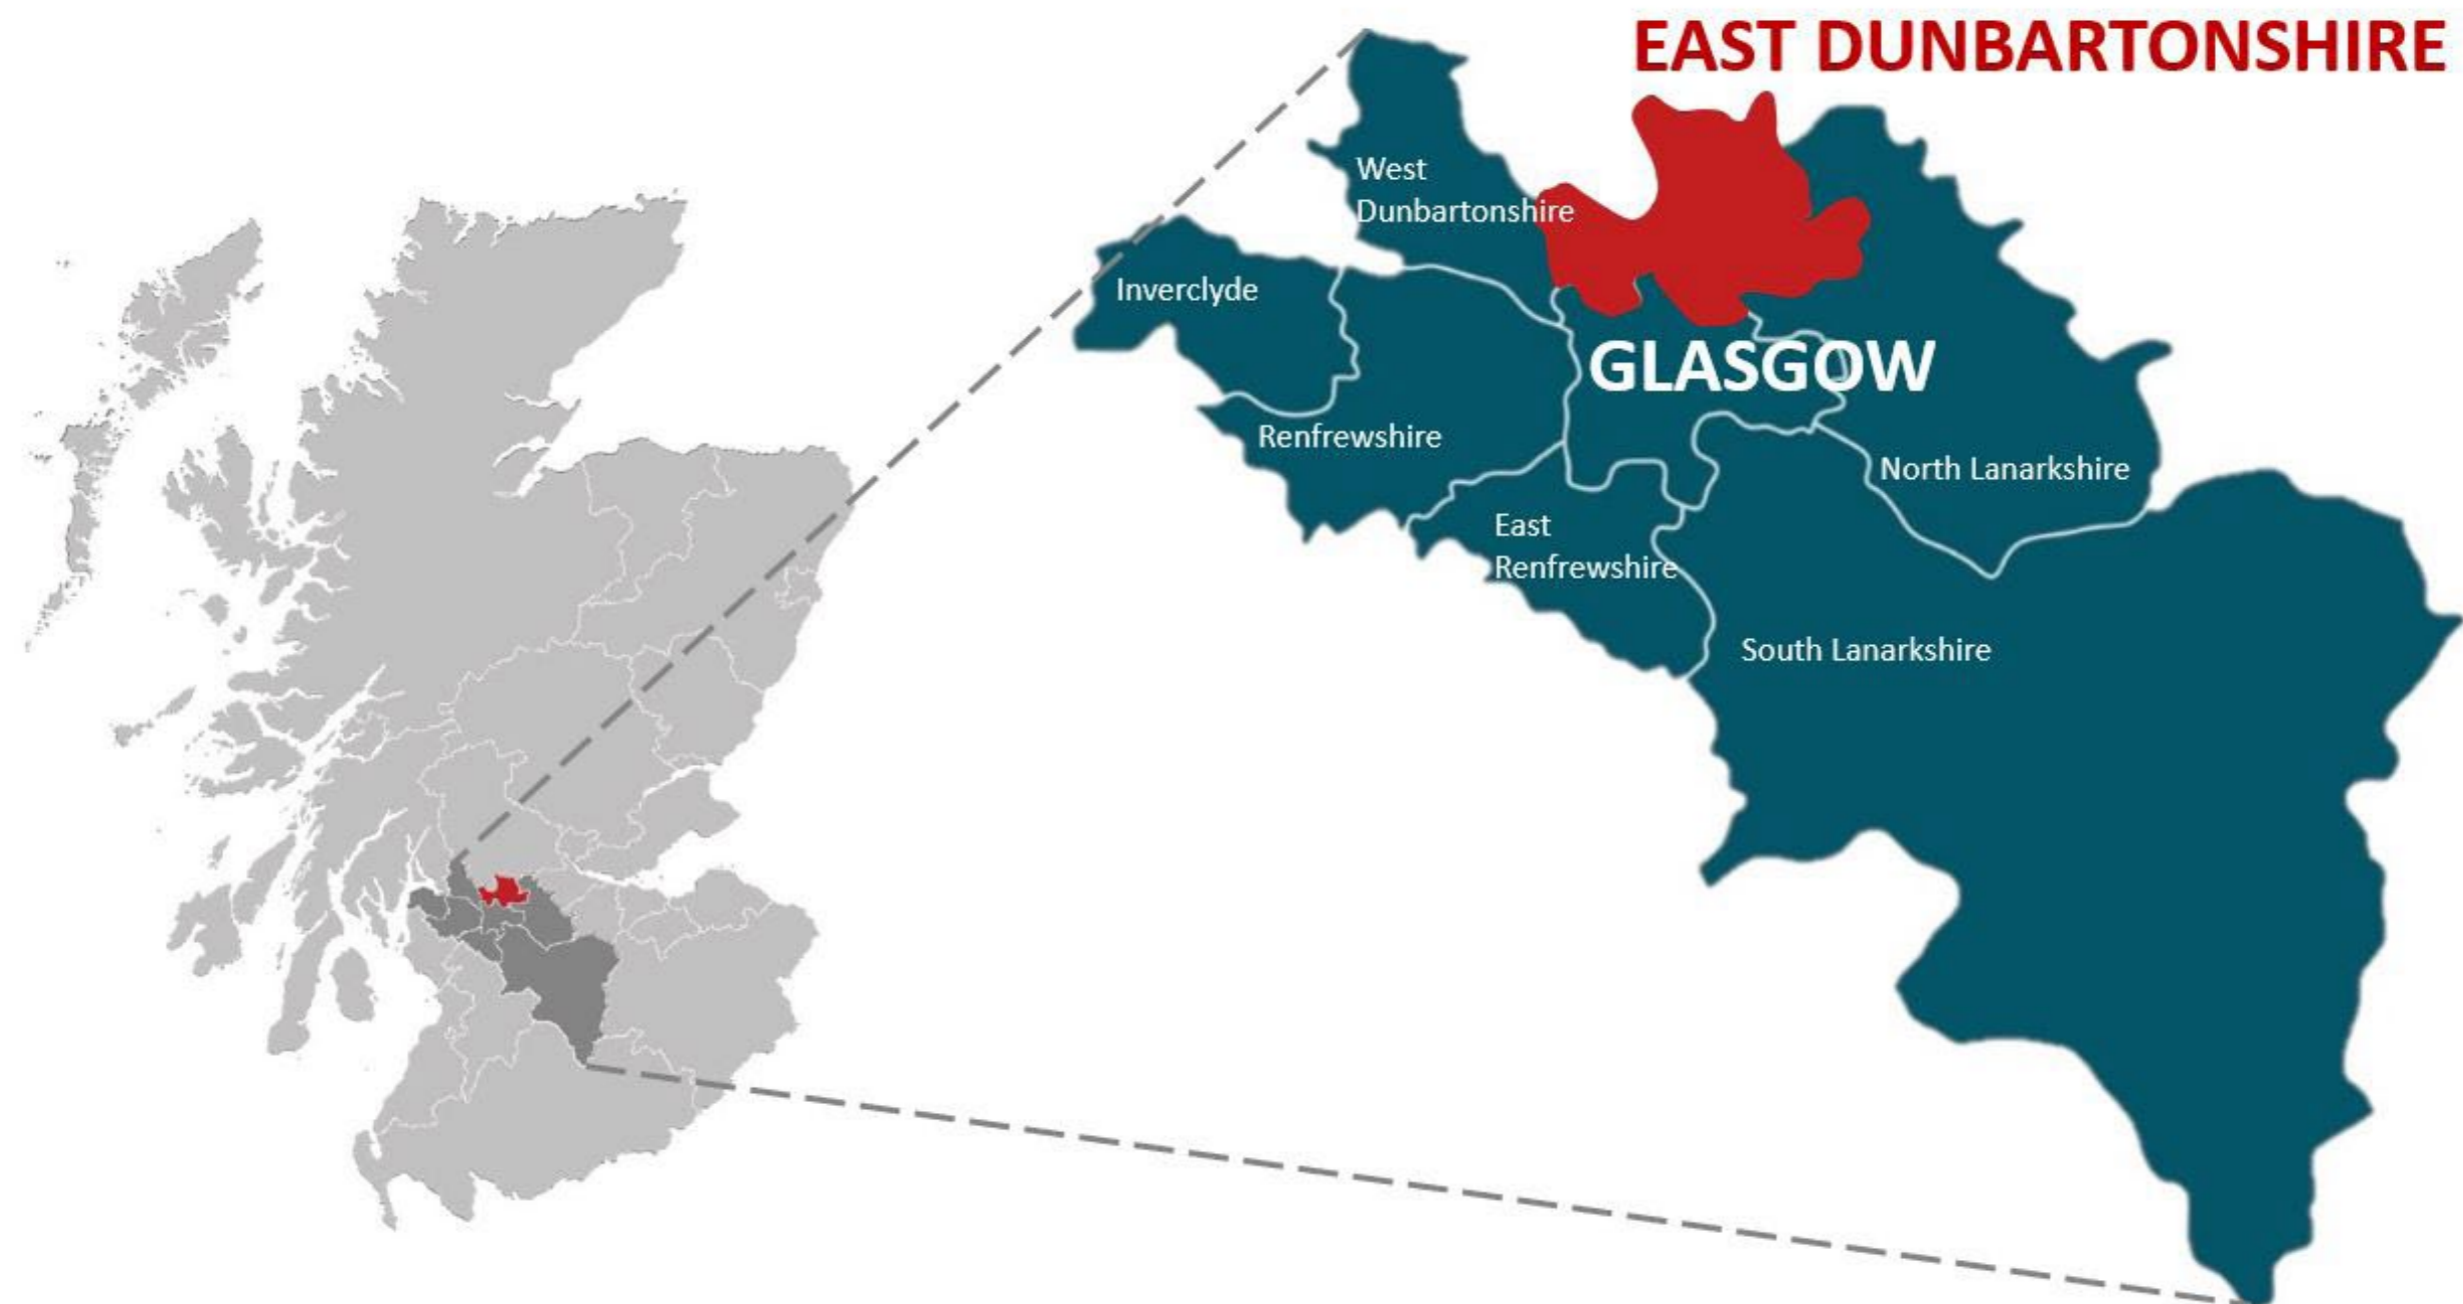 EAST DUNBARTONSHIRE
West
Dunbartonshire
Inverclyde
GLASGOW
Renfrewshire
North Lanarkshire
East
Renfrewshire
South Lanarkshire